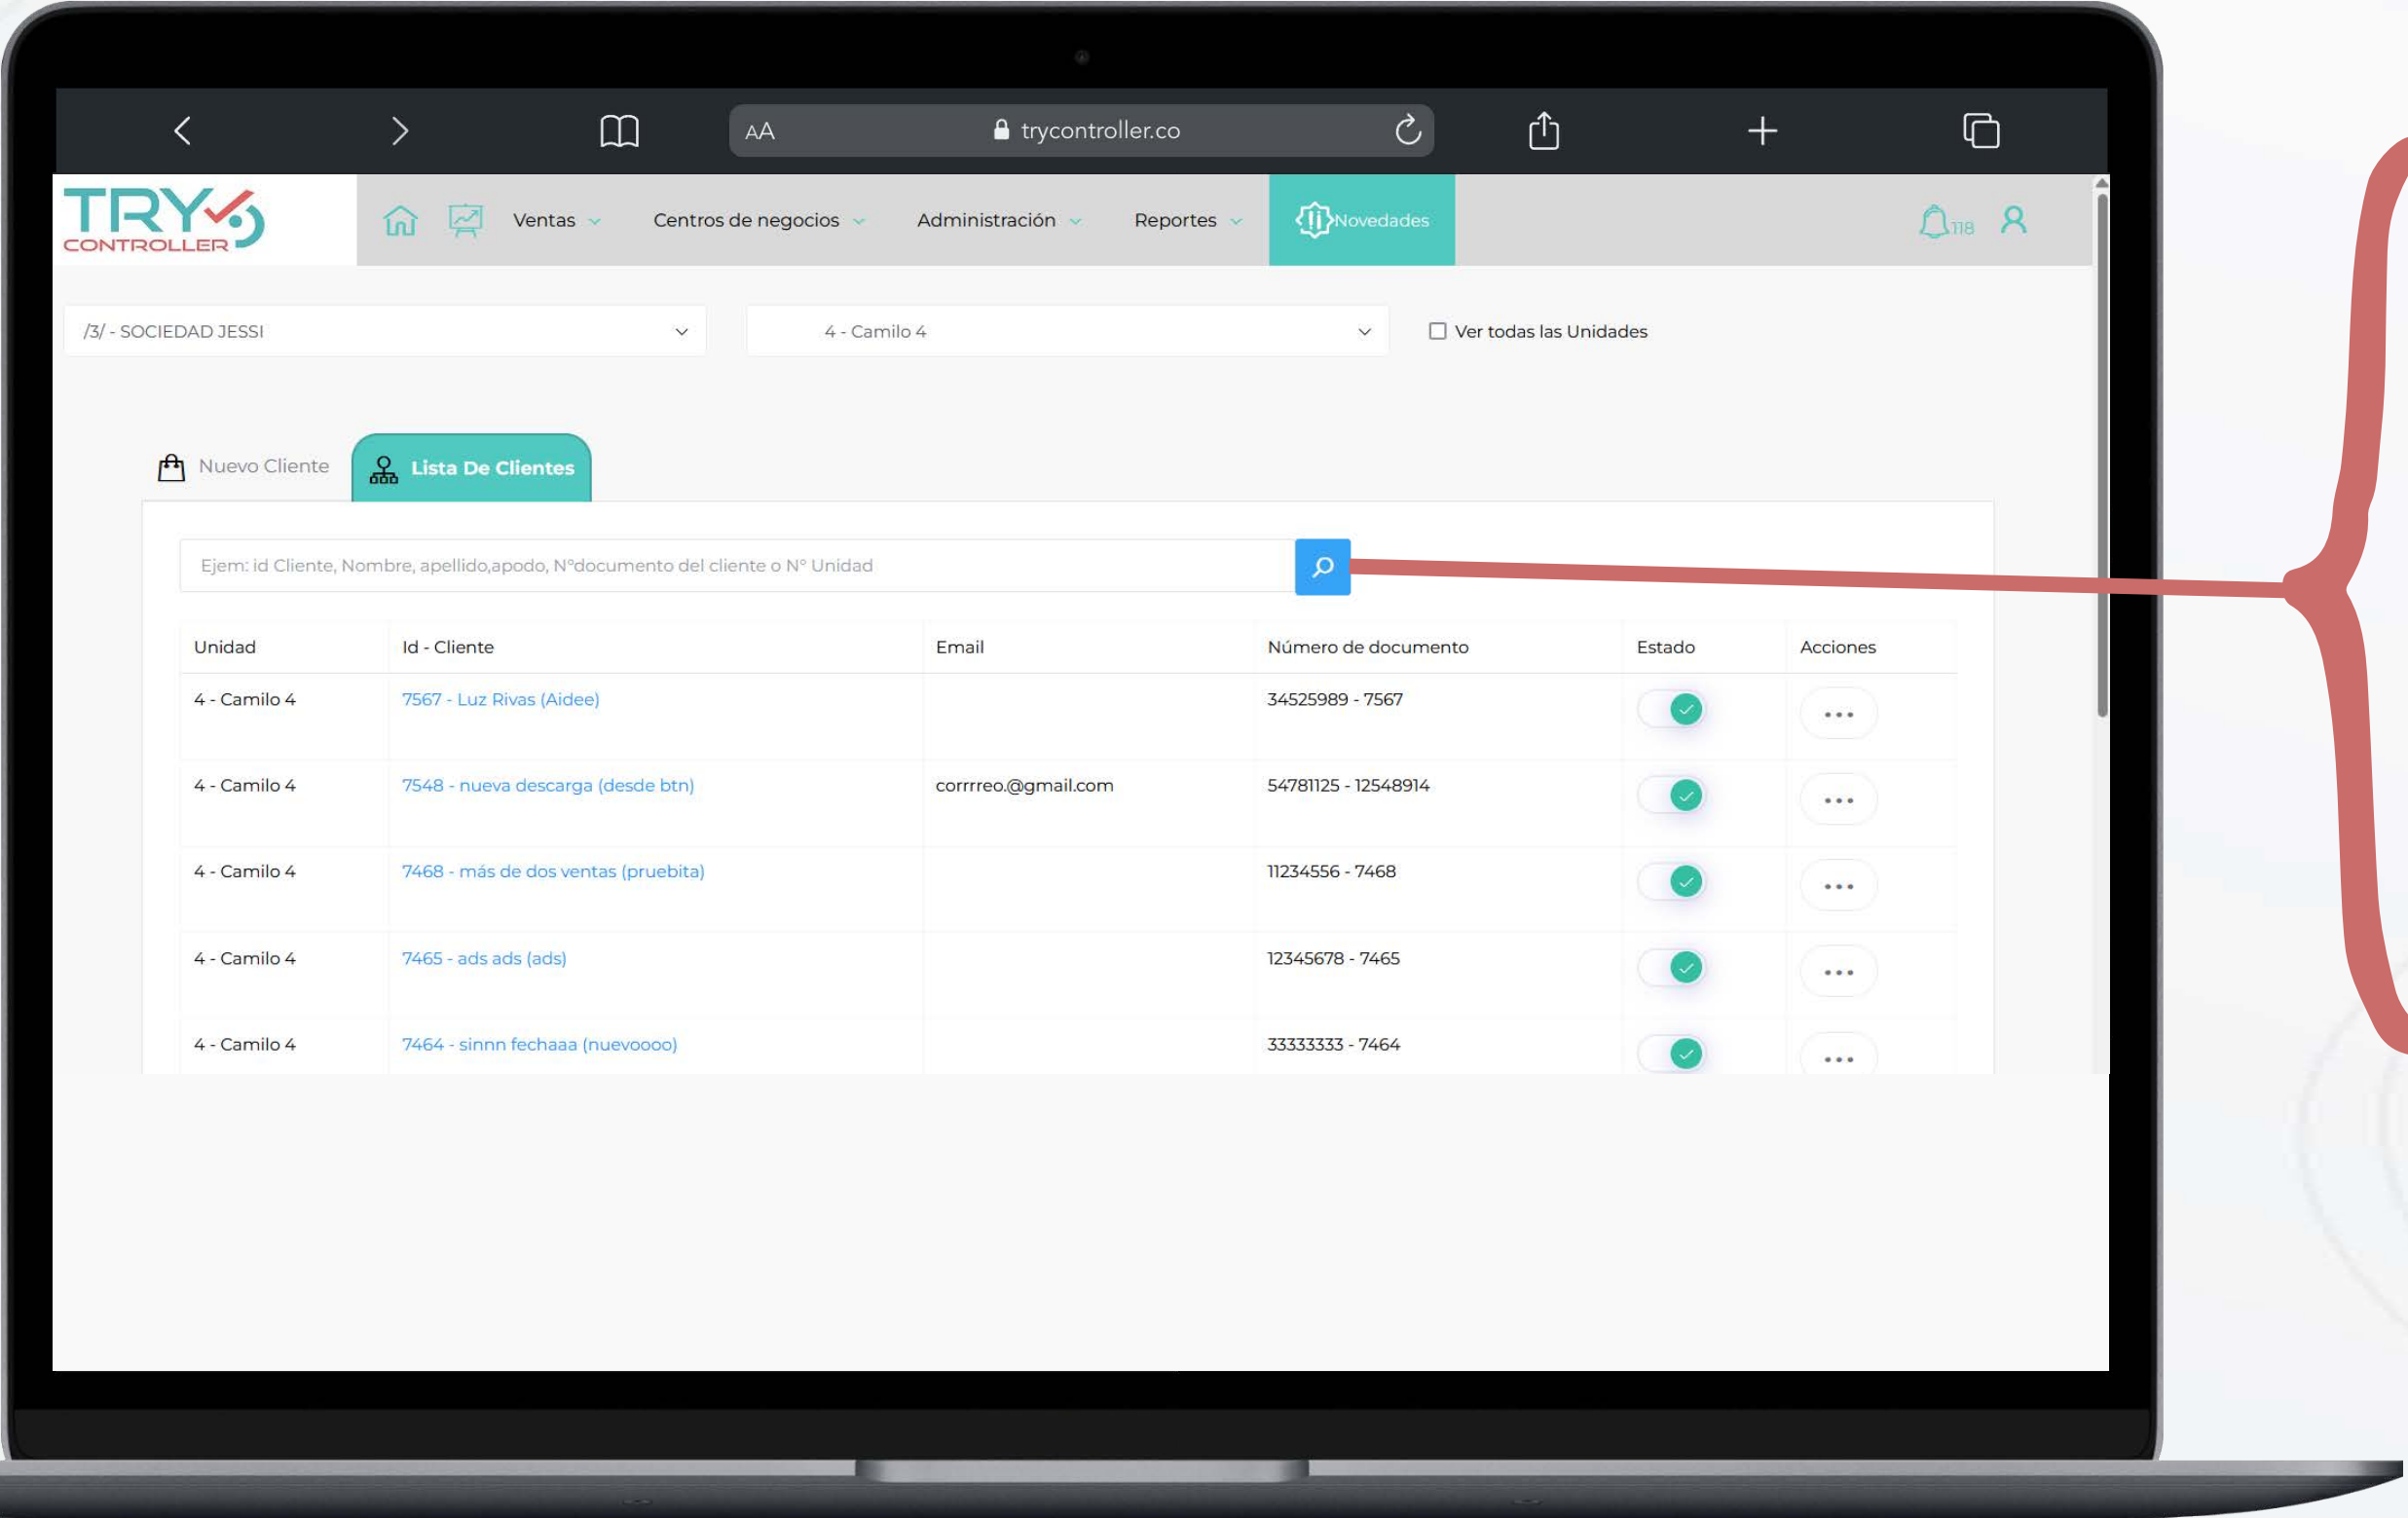 AA trycontroller.co
TRY
CONTROLLER
Ventas Centros de negocios Administración Reportes Novedades 118
/3/ - SOCIEDAD JESSI 4 - Camilo 4 Ver todas las Unidades
Nuevo Cliente Lista De Clientes
Ejem: id Cliente, Nombre, apellido,apodo, N°documento del cliente o N° Unidad
Unidad Id - Cliente Email Número de documento Estado Acciones
4 - Camilo 4 7567 - Luz Rivas (Aidee) 34525989 - 7567
4 - Camilo 4 7548 - nueva descarga (desde btn) corrrreo.@gmail.com 54781125 - 12548914
4 - Camilo 4 7468 - más de dos ventas (pruebita) 11234556 - 7468
4 - Camilo 4 7465 - ads ads (ads) 12345678 - 7465
4 - Camilo 4 7464 - sinnn fechaaa (nuevoooo) 33333333 - 7464